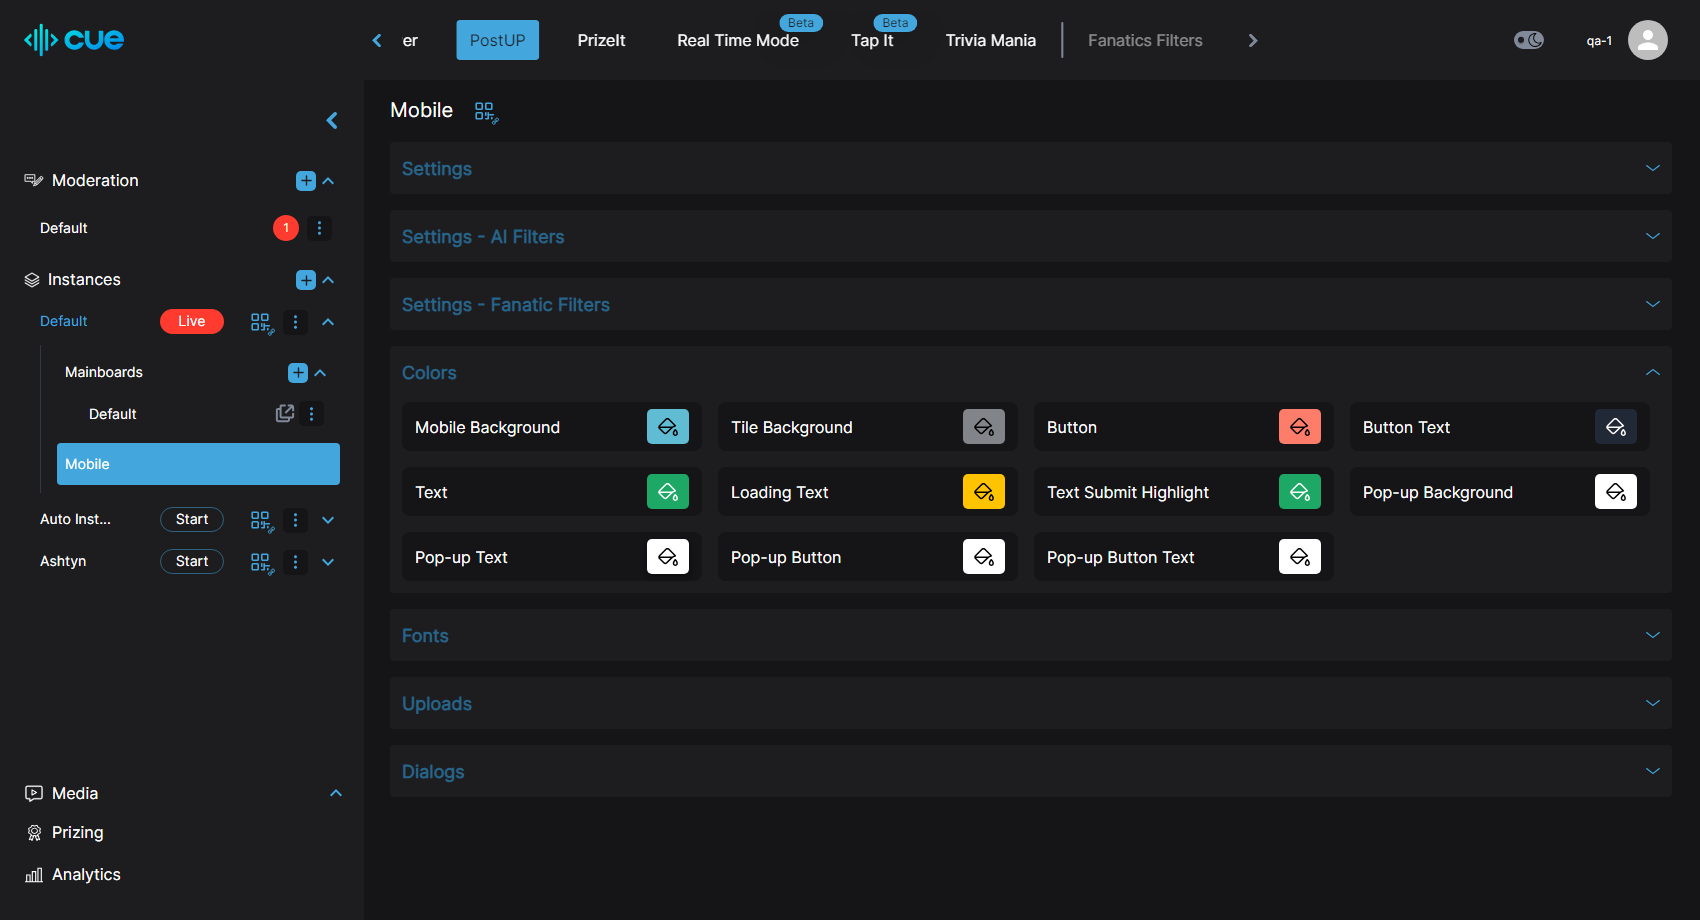 cue
er
PostUP
PrizeIt
Real Time Mode
Beta
Tap It
Beta
Trivia Mania
Fanatics Filters
qa-1
Moderation
Default
1
Instances
Default
Live
Mainboards
Default
Mobile
Auto Inst...
Start
Ashtyn
Start
Media
Prizing
Analytics
Mobile
Settings
Settings - AI Filters
Settings - Fanatic Filters
Colors
Mobile Background
Tile Background
Button
Button Text
Text
Loading Text
Text Submit Highlight
Pop-up Background
Pop-up Text
Pop-up Button
Pop-up Button Text
Fonts
Uploads
Dialogs